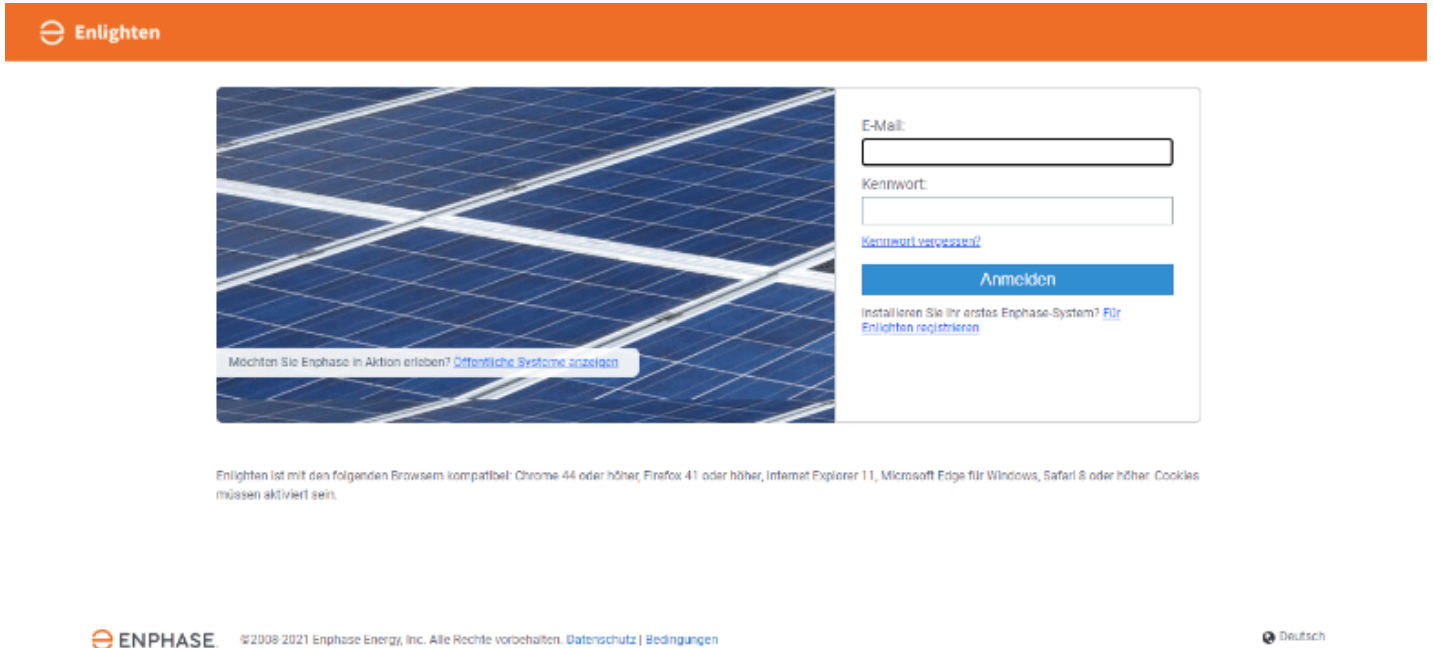 Enlighten
E-Mail:
Kennwort:
Kennwort vergessen?
Anmelden
Installieren Sie Ihr erstes Enphase-System? Für
Enlighten registrieren
Möchten Sie Enphase in Aktion erleben? Öffentliche Systeme anzeigen
Enlighten ist mit den folgenden Browsern kompatibel: Chrome 44 oder höher, Firefox 41 oder höher, Internet Explorer 11, Microsoft Edge für Windows, Safari 8 oder höher. Cookies
müssen aktiviert sein.
ENPHASE. ©2008-2021 Enphase Energy, Inc. Alle Rechte vorbehalten. Datenschutz | Bedingungen
Deutsch